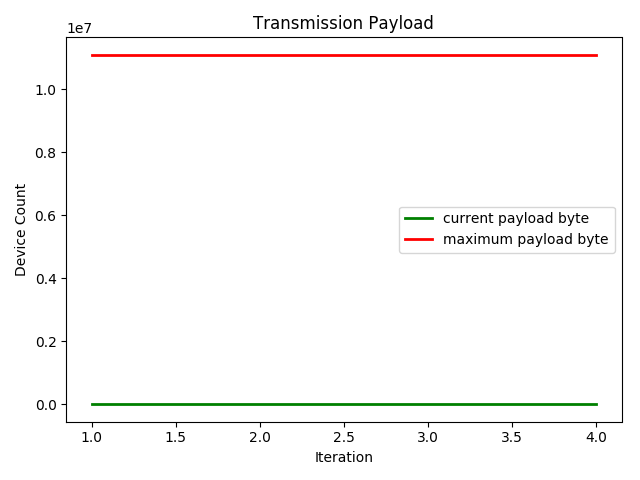 Transmission Payload
1e7
1.0
0.8
0.6
0.4
0.2
0.0
Device Count
current payload byte
maximum payload byte
1.0 1.5 2.0 2.5 3.0 3.5 4.0
Iteration